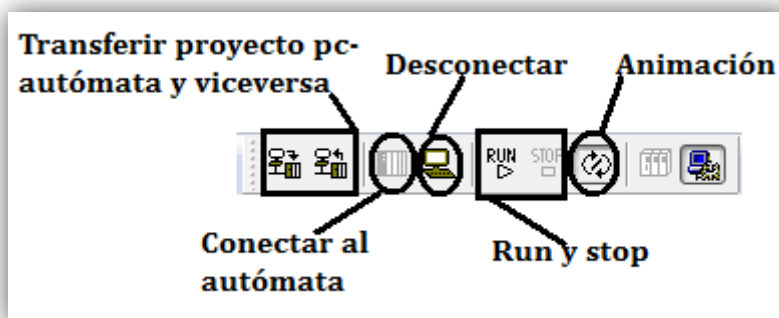 Transferir proyecto pc-
autómata y viceversa
Desconectar
Animación
RUN
STOP
Conectar al
autómata
Run y stop